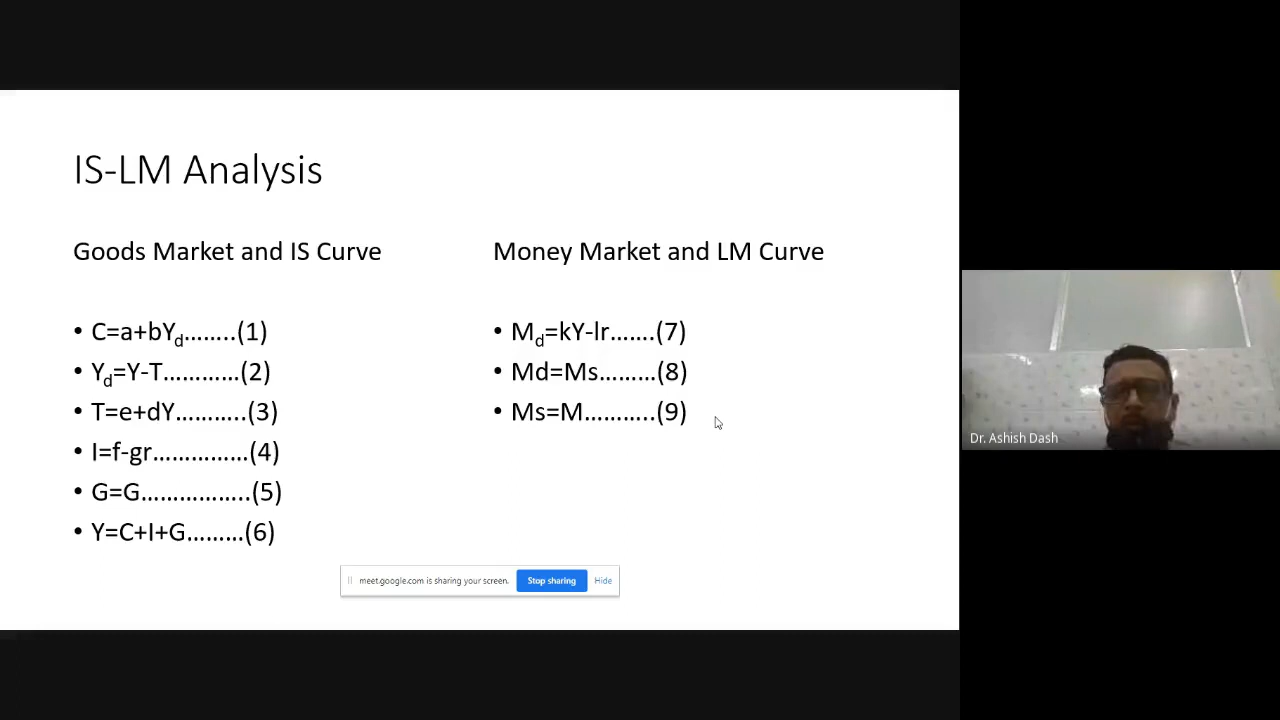 IS-LM Analysis
Goods Market and IS Curve
• C=a+bYd……..(1)
• Yd=Y-T…………(2)
• T=e+dY………..(3)
• I=f-gr……………(4)
• G=G……………..(5)
• Y=C+I+G………(6)
Money Market and LM Curve
• Md=kY-lr…….(7)
• Md=Ms………(8)
• Ms=M………..(9)
meet.google.com is sharing your screen.
Stop sharing
Hide
Dr. Ashish Dash